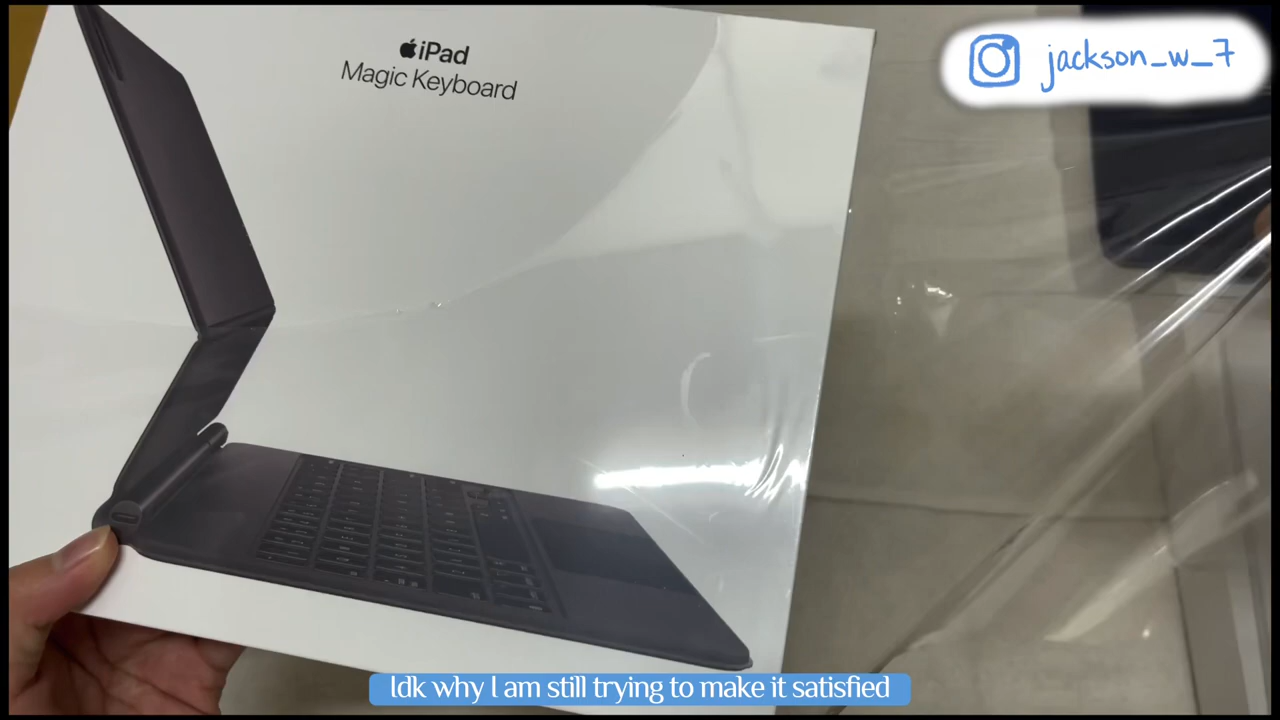 iPad
Magic Keyboard
jackson_w_7
Idk why I am still trying to make it satisfied